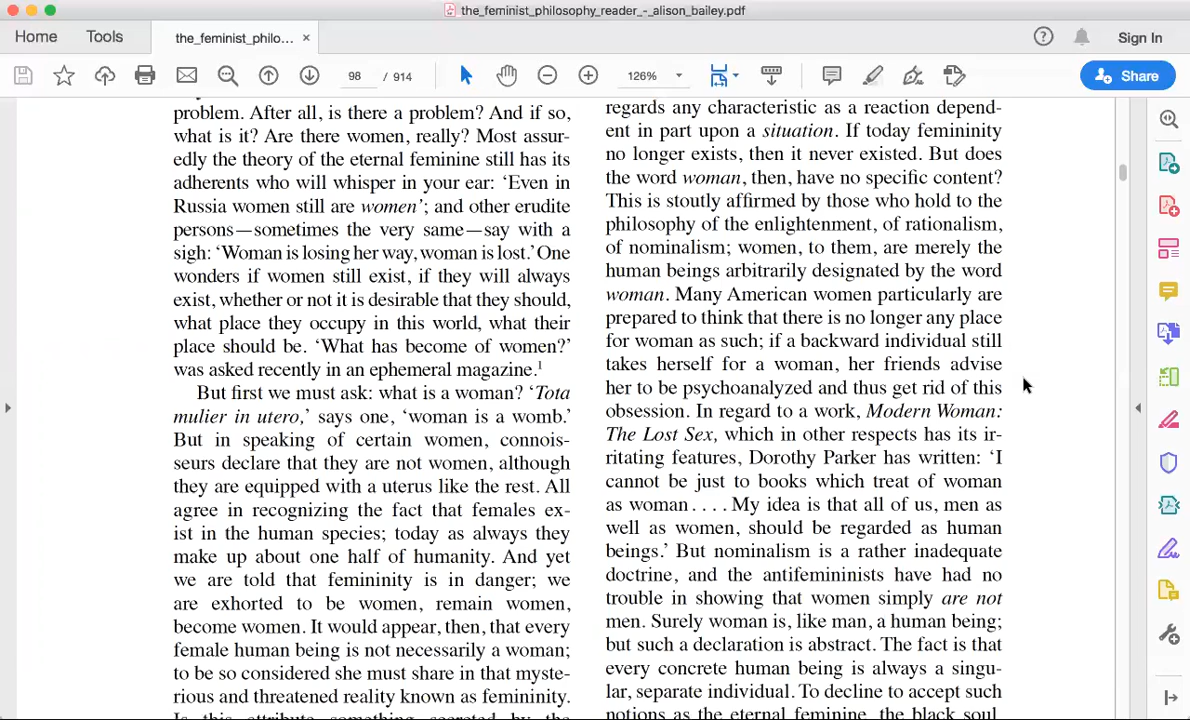 the_feminist_philosophy_reader_-_alison_bailey.pdf
Home
Tools
the_feminist_philo...
×
Sign In
98
/ 914
126%
Share
problem. After all, is there a problem? And if so,
what is it? Are there women, really? Most assur-
edly the theory of the eternal feminine still has its
adherents who will whisper in your ear: ‘Even in
Russia women still are women’; and other erudite
persons—sometimes the very same—say with a
sigh: ‘Woman is losing her way, woman is lost.’ One
wonders if women still exist, if they will always
exist, whether or not it is desirable that they should,
what place they occupy in this world, what their
place should be. ‘What has become of women?’
was asked recently in an ephemeral magazine.¹
But first we must ask: what is a woman? ‘Tota
mulier in utero,’ says one, ‘woman is a womb.’
But in speaking of certain women, connois-
seurs declare that they are not women, although
they are equipped with a uterus like the rest. All
agree in recognizing the fact that females ex-
ist in the human species; today as always they
make up about one half of humanity. And yet
we are told that femininity is in danger; we
are exhorted to be women, remain women,
become women. It would appear, then, that every
female human being is not necessarily a woman;
to be so considered she must share in that myste-
rious and threatened reality known as femininity.
Is this attribute something secreted by the
regards any characteristic as a reaction depend-
ent in part upon a situation. If today femininity
no longer exists, then it never existed. But does
the word woman, then, have no specific content?
This is stoutly affirmed by those who hold to the
philosophy of the enlightenment, of rationalism,
of nominalism; women, to them, are merely the
human beings arbitrarily designated by the word
woman. Many American women particularly are
prepared to think that there is no longer any place
for woman as such; if a backward individual still
takes herself for a woman, her friends advise
her to be psychoanalyzed and thus get rid of this
obsession. In regard to a work, Modern Woman:
The Lost Sex, which in other respects has its ir-
ritating features, Dorothy Parker has written: ‘I
cannot be just to books which treat of woman
as woman . . . . My idea is that all of us, men as
well as women, should be regarded as human
beings.’ But nominalism is a rather inadequate
doctrine, and the antifemininists have had no
trouble in showing that women simply are not
men. Surely woman is, like man, a human being;
but such a declaration is abstract. The fact is that
every concrete human being is always a singu-
lar, separate individual. To decline to accept such
notions as the eternal feminine, the black soul,